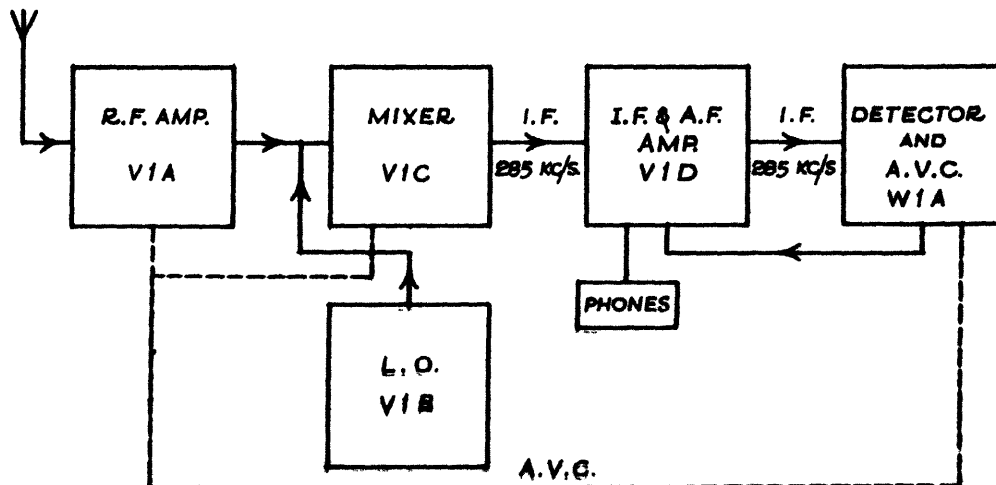 R.F. AMP.
V1A
MIXER
V1C
I.F.
285 KC/S.
I.F. & A.F.
AMP.
V1D
I.F.
285 KC/S
DETECTOR
AND
A.V.C.
W1A
PHONES
L.O.
V1B
A.V.C.